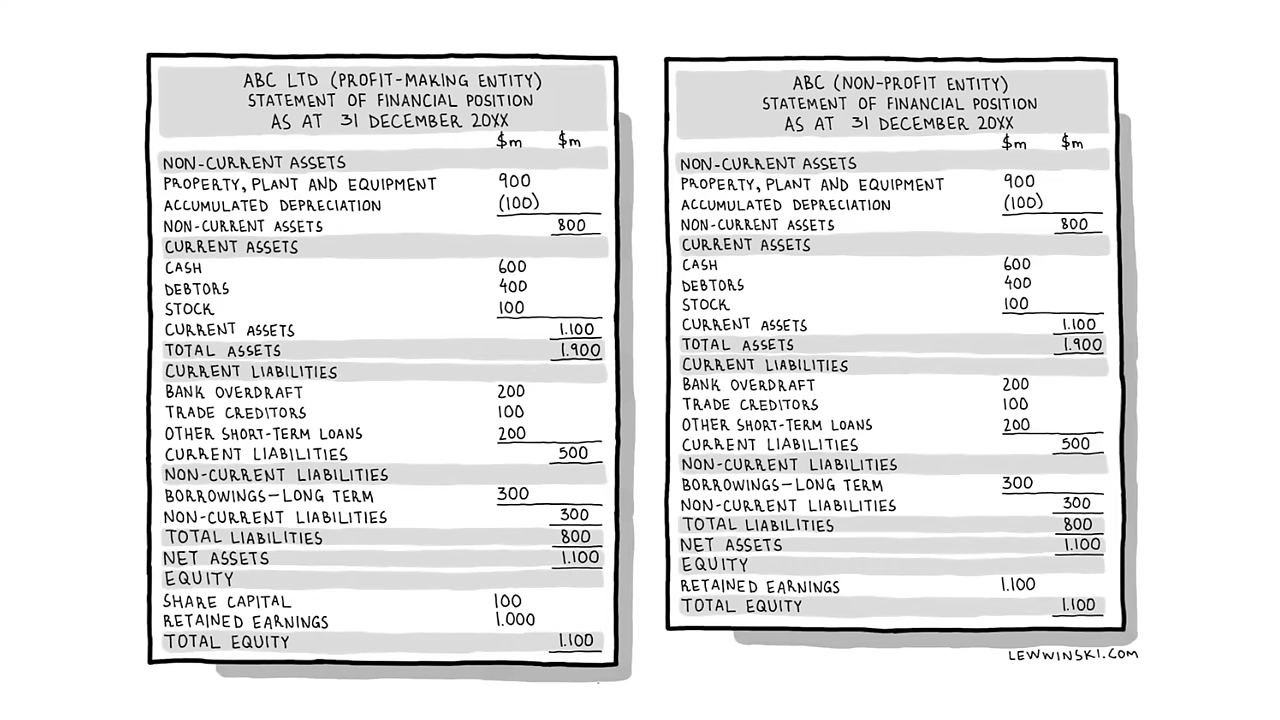 ABC LTD (PROFIT-MAKING ENTITY)
STATEMENT OF FINANCIAL POSITION
AS AT 31 DECEMBER 20XX
$m $m
NON-CURRENT ASSETS
PROPERTY, PLANT AND EQUIPMENT 900
ACCUMULATED DEPRECIATION (100)
NON-CURRENT ASSETS 800
CURRENT ASSETS
CASH 600
DEBTORS 400
STOCK 100
CURRENT ASSETS 1.100
TOTAL ASSETS 1.900
CURRENT LIABILITIES
BANK OVERDRAFT 200
TRADE CREDITORS 100
OTHER SHORT-TERM LOANS 200
CURRENT LIABILITIES 500
NON-CURRENT LIABILITIES
BORROWINGS—LONG TERM 300
NON-CURRENT LIABILITIES 300
TOTAL LIABILITIES 800
NET ASSETS 1.100
EQUITY
SHARE CAPITAL 100
RETAINED EARNINGS 1.000
TOTAL EQUITY 1.100
ABC (NON-PROFIT ENTITY)
STATEMENT OF FINANCIAL POSITION
AS AT 31 DECEMBER 20XX
$m $m
NON-CURRENT ASSETS
PROPERTY, PLANT AND EQUIPMENT 900
ACCUMULATED DEPRECIATION (100)
NON-CURRENT ASSETS 800
CURRENT ASSETS
CASH 600
DEBTORS 400
STOCK 100
CURRENT ASSETS 1.100
TOTAL ASSETS 1.900
CURRENT LIABILITIES
BANK OVERDRAFT 200
TRADE CREDITORS 100
OTHER SHORT-TERM LOANS 200
CURRENT LIABILITIES 500
NON-CURRENT LIABILITIES
BORROWINGS—LONG TERM 300
NON-CURRENT LIABILITIES 300
TOTAL LIABILITIES 800
NET ASSETS 1.100
EQUITY
RETAINED EARNINGS 1.100
TOTAL EQUITY 1.100
LEWWINSKI.COM